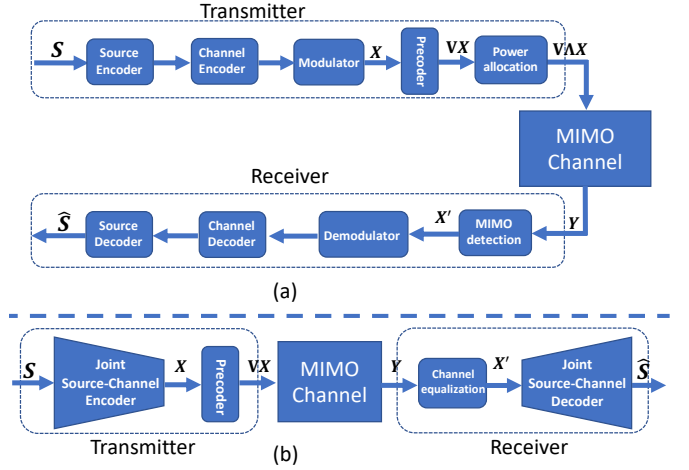 Transmitter
S
Source
Encoder
Channel
Encoder
Modulator
X
Precoder
VX
Power
allocation
VΛX
MIMO
Channel
Receiver
Ŝ
Source
Decoder
Channel
Decoder
Demodulator
X′
MIMO
detection
Y
(a)
S
Joint
Source-Channel
Encoder
X
Precoder
VX
MIMO
Channel
Y
Channel
equalization
X′
Joint
Source-Channel
Decoder
Ŝ
Transmitter
(b)
Receiver